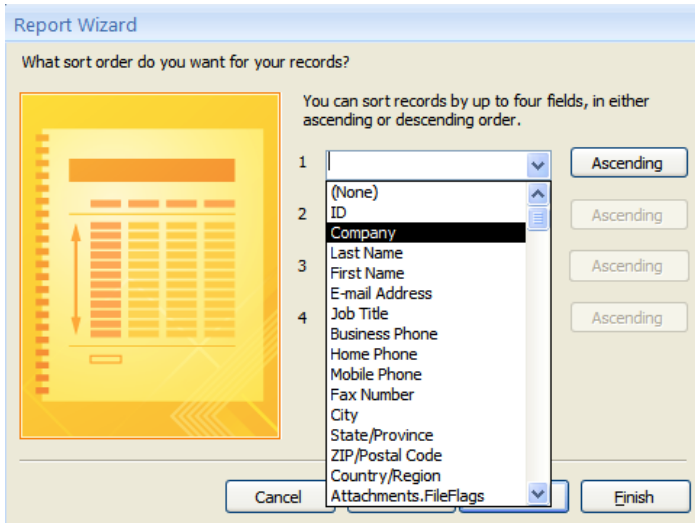 Report Wizard
What sort order do you want for your records?
You can sort records by up to four fields, in either
ascending or descending order.
1 Ascending
(None)
2 ID Ascending
Company
Last Name
3 First Name Ascending
E-mail Address
4 Job Title Ascending
Business Phone
Home Phone
Mobile Phone
Fax Number
City
State/Province
ZIP/Postal Code
Country/Region
Attachments.FileFlags
Cancel Finish